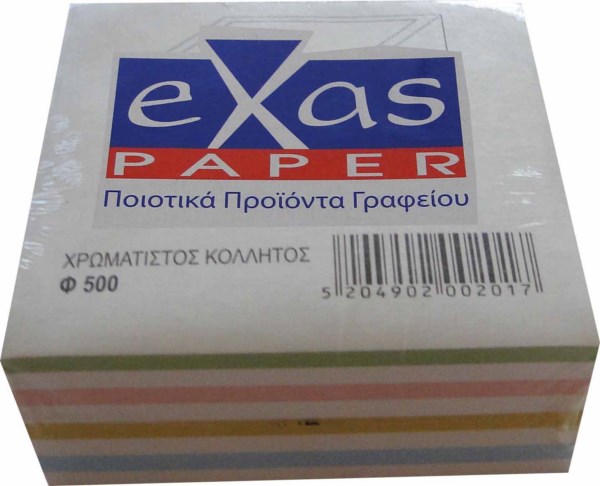 exas
PAPER
Ποιοτικά Προϊόντα Γραφείου
ΧΡΩΜΑΤΙΣΤΟΣ ΚΟΛΛΗΤΟΣ
Φ 500
5 204902 002017